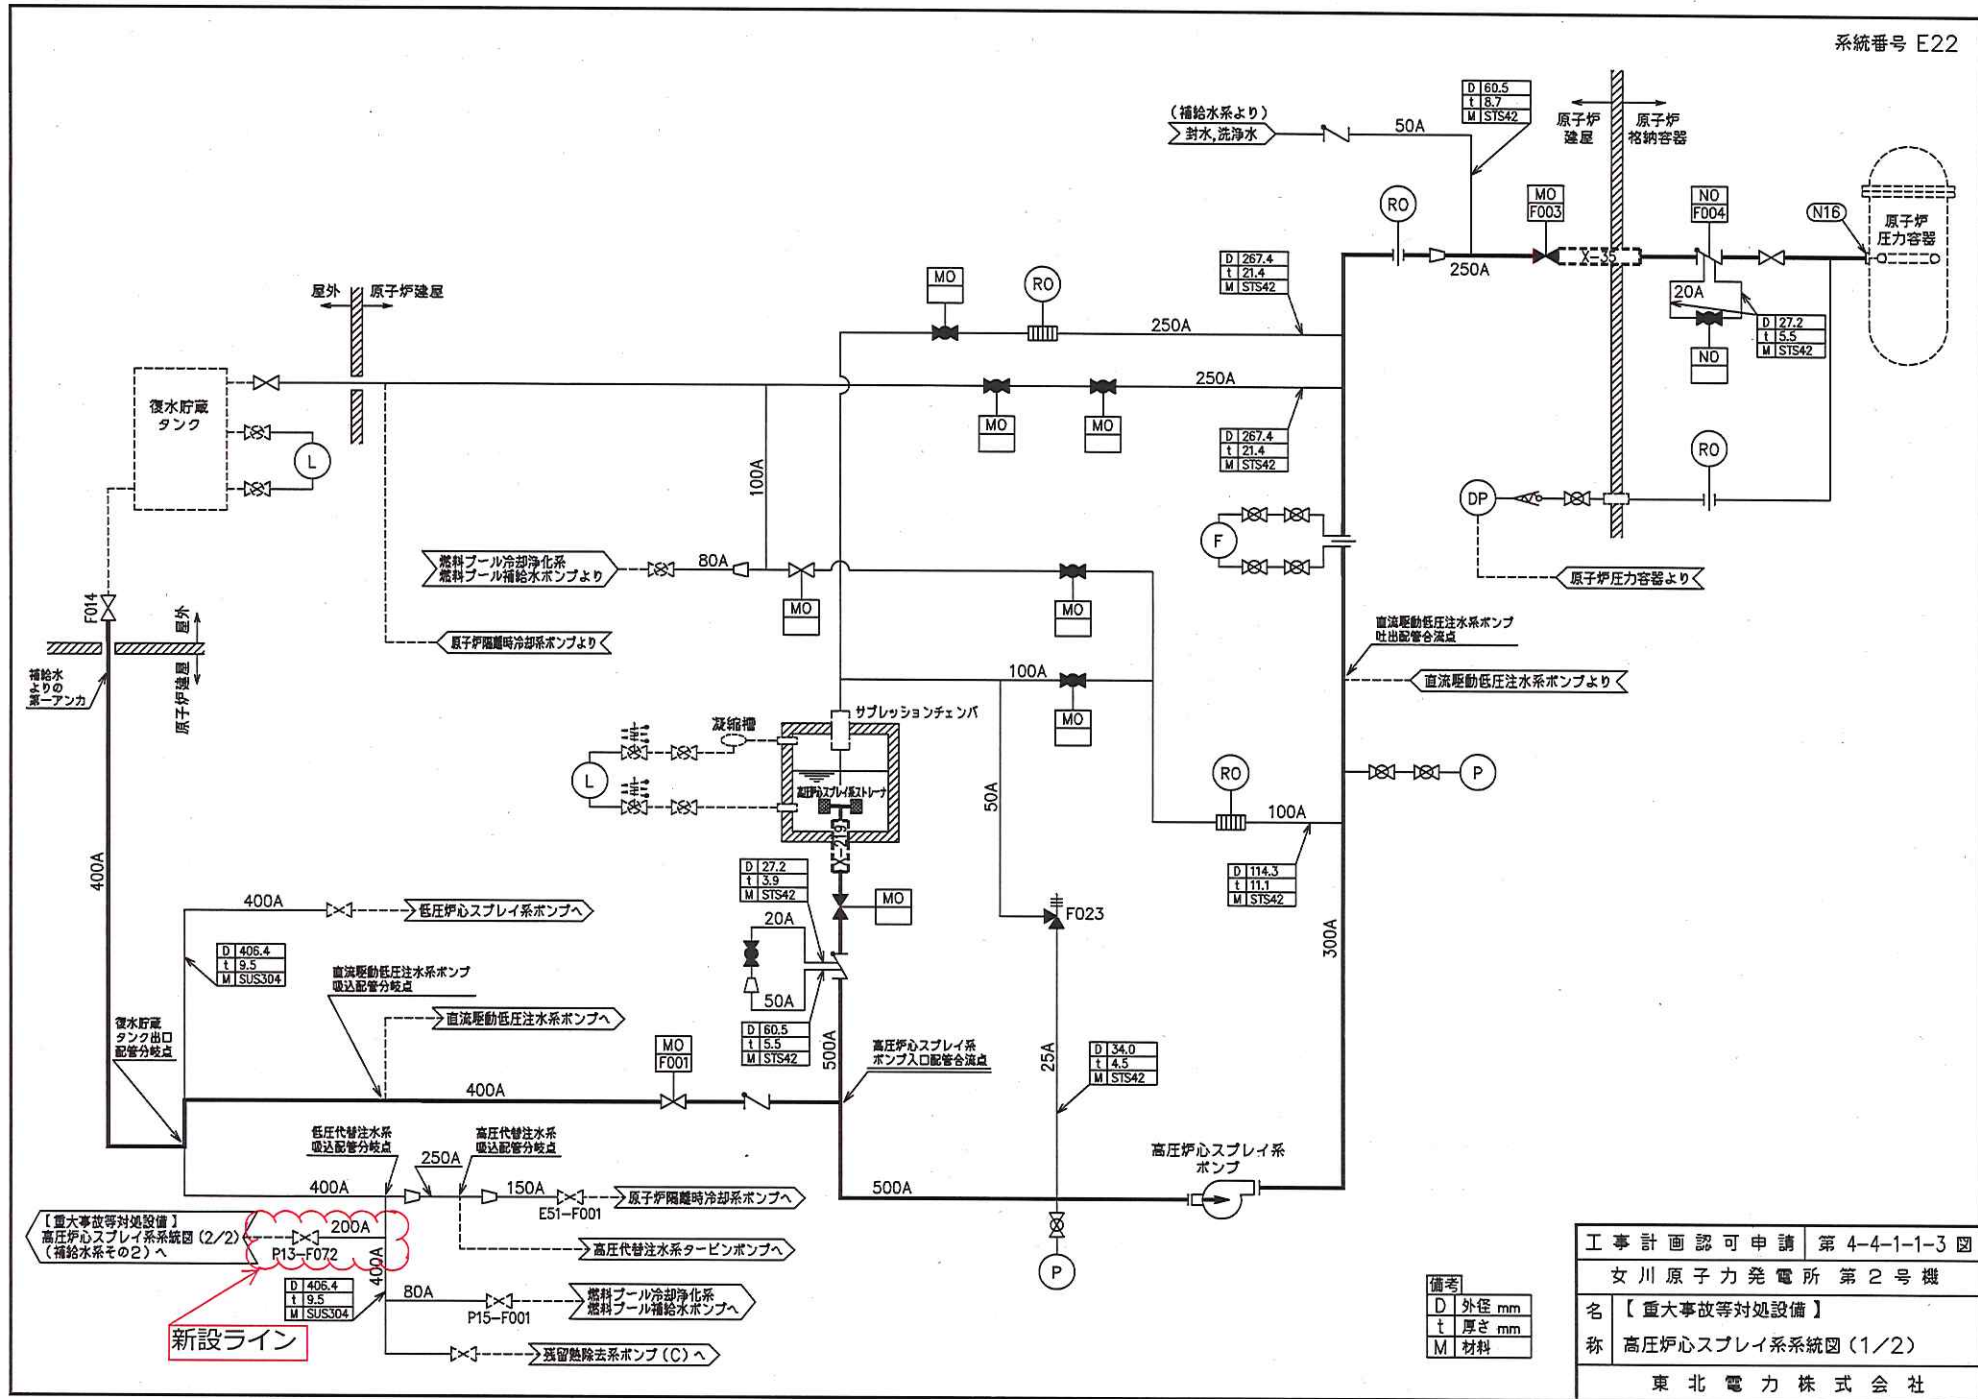 系統番号 E22
D 60.5
t 8.7
M STS42
(補給水系より)
封水,洗浄水
50A
原子炉
建屋
原子炉
格納容器
RO
MO
F003
NO
F004
N16
原子炉
圧力容器
250A
X-35
20A
D 27.2
t 5.5
M STS42
NO
D 267.4
t 21.4
M STS42
屋外
原子炉建屋
MO
RO
250A
250A
MO
MO
D 267.4
t 21.4
M STS42
復水貯蔵
タンク
L
100A
RO
DP
F
原子炉圧力容器より
燃料プール冷却浄化系
燃料プール補給水ポンプより
80A
MO
MO
F014
屋外
原子炉建屋
原子炉隔離時冷却系ポンプより
直流駆動低圧注水系ポンプ
吐出配管合流点
直流駆動低圧注水系ポンプより
補給水
よりの
第一アンカ
100A
MO
サプレッションチェンバ
凝縮槽
L
高圧炉心スプレイ系ストレーナ
X-219
50A
RO
P
100A
D 114.3
t 11.1
M STS42
400A
D 27.2
t 3.9
M STS42
MO
20A
F023
300A
400A
低圧炉心スプレイ系ポンプへ
D 406.4
t 9.5
M SUS304
直流駆動低圧注水系ポンプ
吸込配管分岐点
50A
直流駆動低圧注水系ポンプへ
D 60.5
t 5.5
M STS42
500A
復水貯蔵
タンク出口
配管分岐点
MO
F001
高圧炉心スプレイ系
ポンプ入口配管合流点
25A
D 34.0
t 4.5
M STS42
400A
低圧代替注水系
吸込配管分岐点
高圧代替注水系
吸込配管分岐点
250A
高圧炉心スプレイ系
ポンプ
400A
150A
E51-F001
原子炉隔離時冷却系ポンプへ
500A
【重大事故等対処設備】
高圧炉心スプレイ系系統図(2/2)
(補給水系その2)へ
200A
P13-F072
400A
高圧代替注水系タービンポンプへ
P
D 406.4
t 9.5
M SUS304
80A
P15-F001
燃料プール冷却浄化系
燃料プール補給水ポンプへ
新設ライン
残留熱除去系ポンプ(C)へ
備考
D 外径 mm
t 厚さ mm
M 材料
工事計画認可申請 第 4-4-1-1-3 図
女川原子力発電所 第2号機
名称
【重大事故等対処設備】
高圧炉心スプレイ系系統図(1/2)
東北電力株式会社